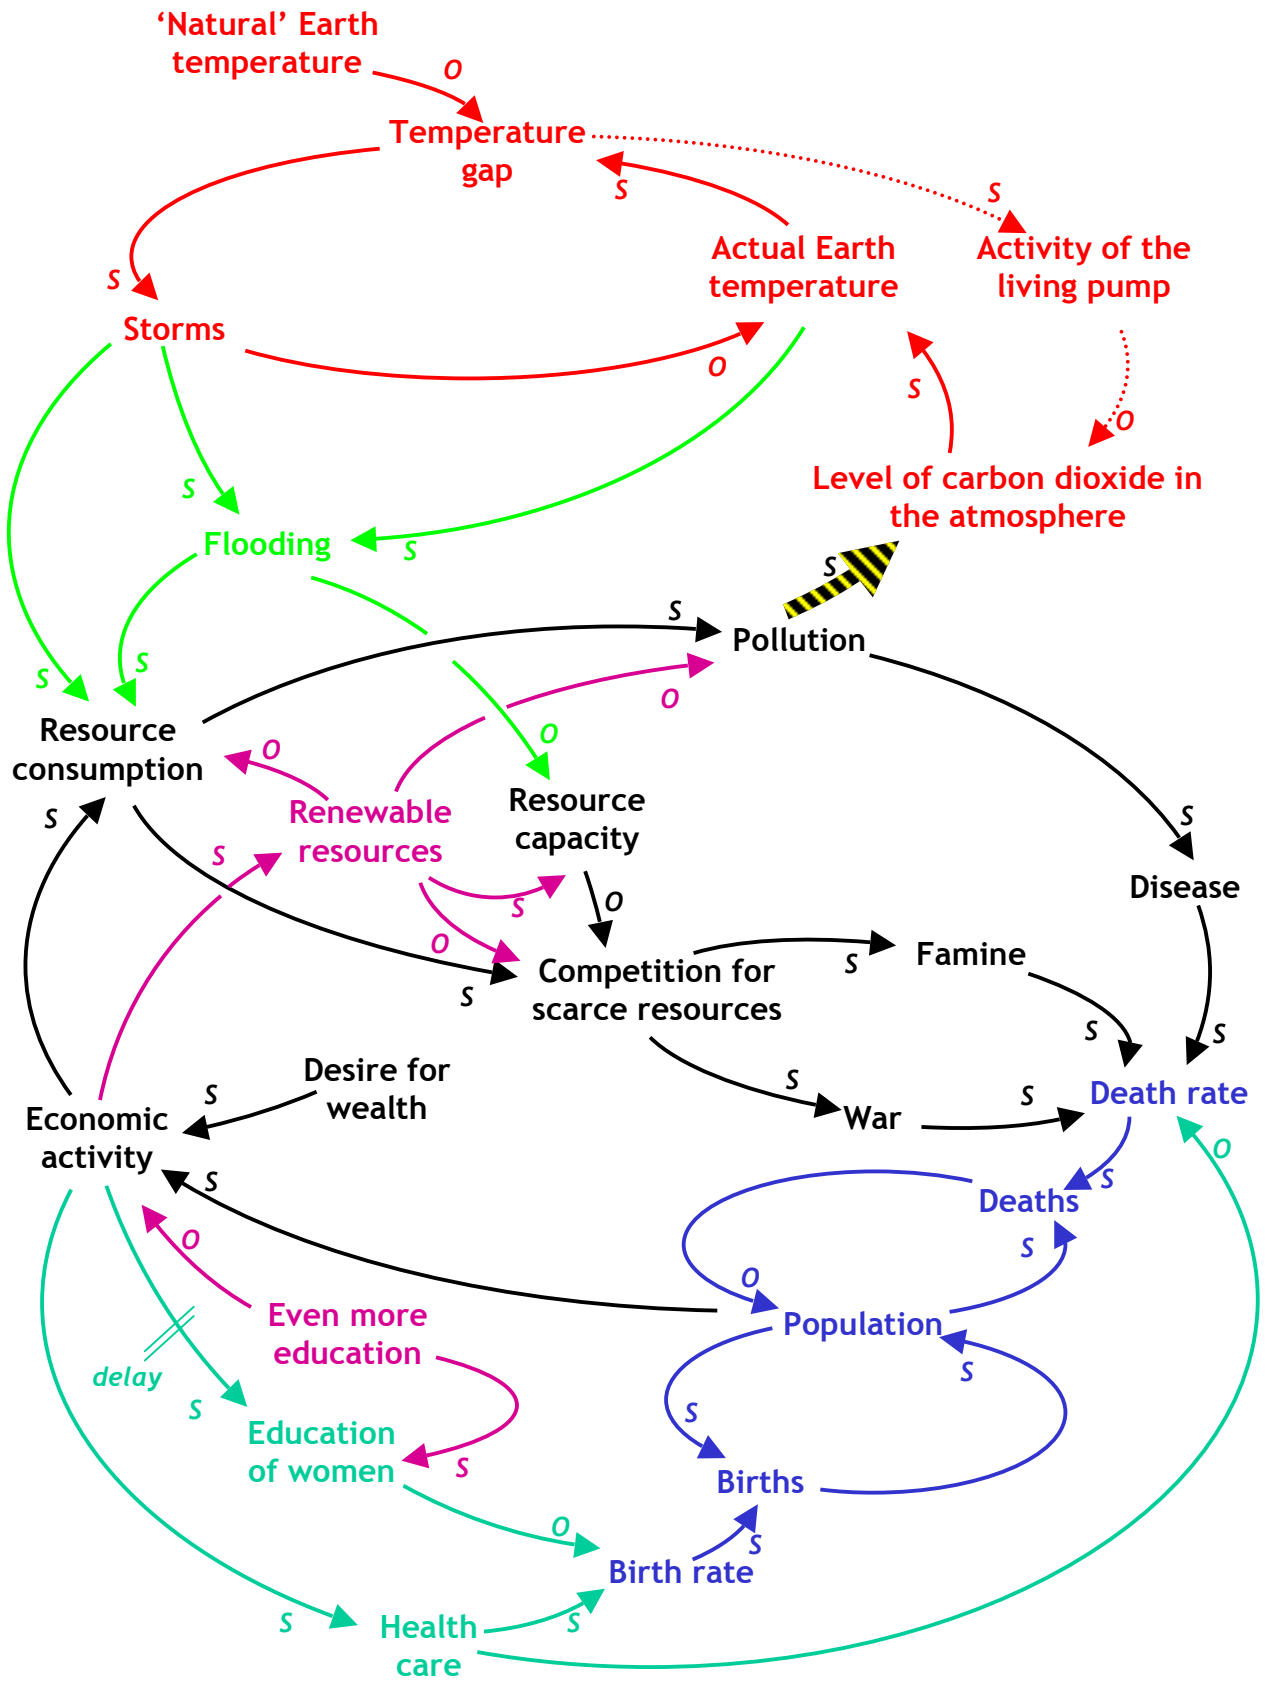 ‘Natural’ Earth
temperature
O
Temperature
gap
S
S
Actual Earth
temperature
Activity of the
living pump
S
Storms
O
S
O
Level of carbon dioxide in
the atmosphere
S
Flooding
S
S
S
Pollution
S
S
O
Resource
consumption
O
O
Resource
capacity
Renewable
resources
S
S
S
Disease
S
O
O
S
Competition for
scarce resources
S
Famine
S
S
Desire for
wealth
S
S
S
Death rate
Economic
activity
War
S
O
S
Deaths
O
S
O
Even more
education
Population
S
delay
S
S
Education
of women
S
Births
O
S
Birth rate
S
Health
care
S